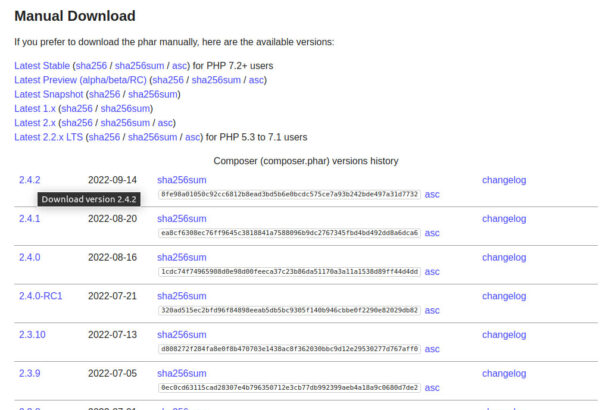 Manual Download
If you prefer to download the phar manually, here are the available versions:
Latest Stable (sha256 / sha256sum / asc) for PHP 7.2+ users
Latest Preview (alpha/beta/RC) (sha256 / sha256sum / asc)
Latest Snapshot (sha256 / sha256sum)
Latest 1.x (sha256 / sha256sum)
Latest 2.x (sha256 / sha256sum / asc)
Latest 2.2.x LTS (sha256 / sha256sum / asc) for PHP 5.3 to 7.1 users
Composer (composer.phar) versions history
2.4.2 2022-09-14 sha256sum changelog
8fe98a01050c92cc6812b8ead3bd5b6e0bcdc575ce7a93b242bde497a31d7732 asc
Download version 2.4.2
2.4.1 2022-08-20 sha256sum changelog
ea8cf6308ec76ff9645c3818841a7588096b9dc2767345fbd4bd492dd8a6dca6 asc
2.4.0 2022-08-16 sha256sum changelog
1cdc74f74965908d0e98d00feeca37c23b86da51170a3a11a1538d89ff44d4dd asc
2.4.0-RC1 2022-07-21 sha256sum changelog
320ad515ec2bfd96f84898eeab5db5bc9305f140b946cbbe0f2290e82029db82 asc
2.3.10 2022-07-13 sha256sum changelog
d808272f284fa8e0f8b470703e1438ac8f362030bbc9d12e29530277d767aff0 asc
2.3.9 2022-07-05 sha256sum changelog
0ec0cd63115cad28307e4b796350712e3cb77db992399aeb4a18a9c0680d7de2 asc